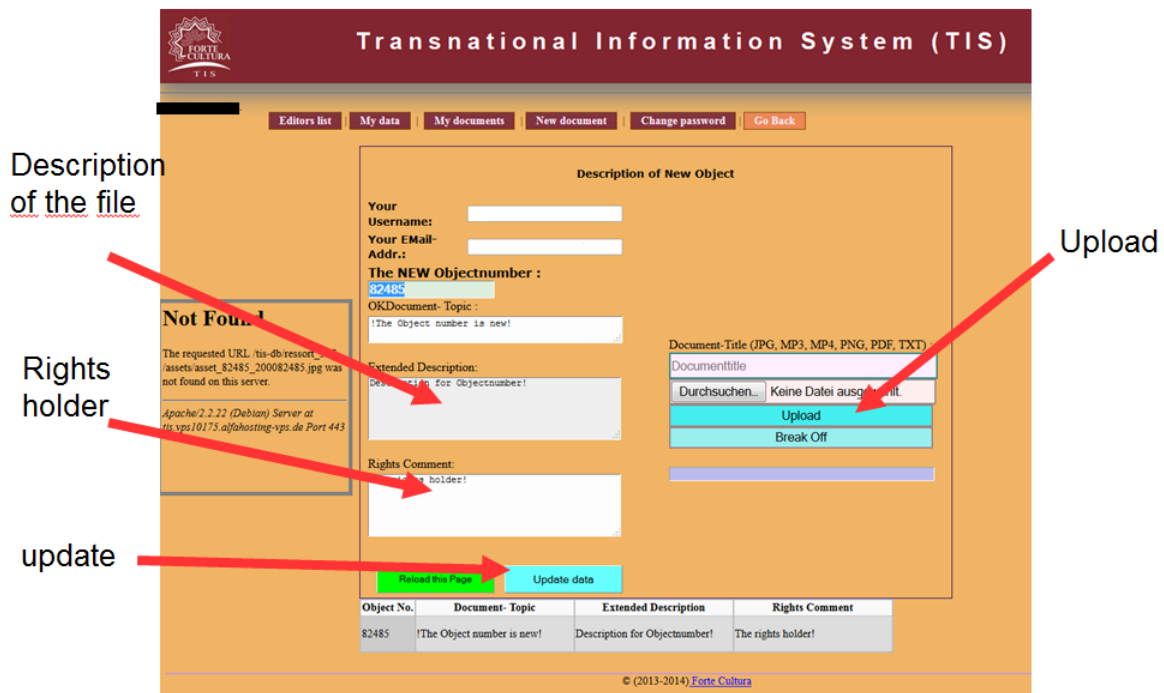 FORTE
CULTURA
TIS
Transnational Information System (TIS)
Editors list | My data | My documents | New document | Change password | Go Back
Description
of the file
Description of New Object
Your
Username:
Your EMail-
Addr.:
The NEW Objectnumber :
82485
OKDocument- Topic :
!The Object number is new!
Upload
Not Found
The requested URL /tis-db/ressort_
/assets/asset_82485_200082485.jpg was
not found on this server.
Apache/2.2.22 (Debian) Server at
tis.vps10175.alfahosting-vps.de Port 443
Extended Description:
Description for Objectnumber!
Document-Title (JPG, MP3, MP4, PNG, PDF, TXT) :
Documenttitle
Durchsuchen... Keine Datei ausgewählt.
Upload
Break Off
Rights
holder
Rights Comment:
holder!
update
Reload this Page
Update data
Object No. Document- Topic Extended Description Rights Comment
82485 !The Object number is new! Description for Objectnumber! The rights holder!
© (2013-2014) Forte Cultura